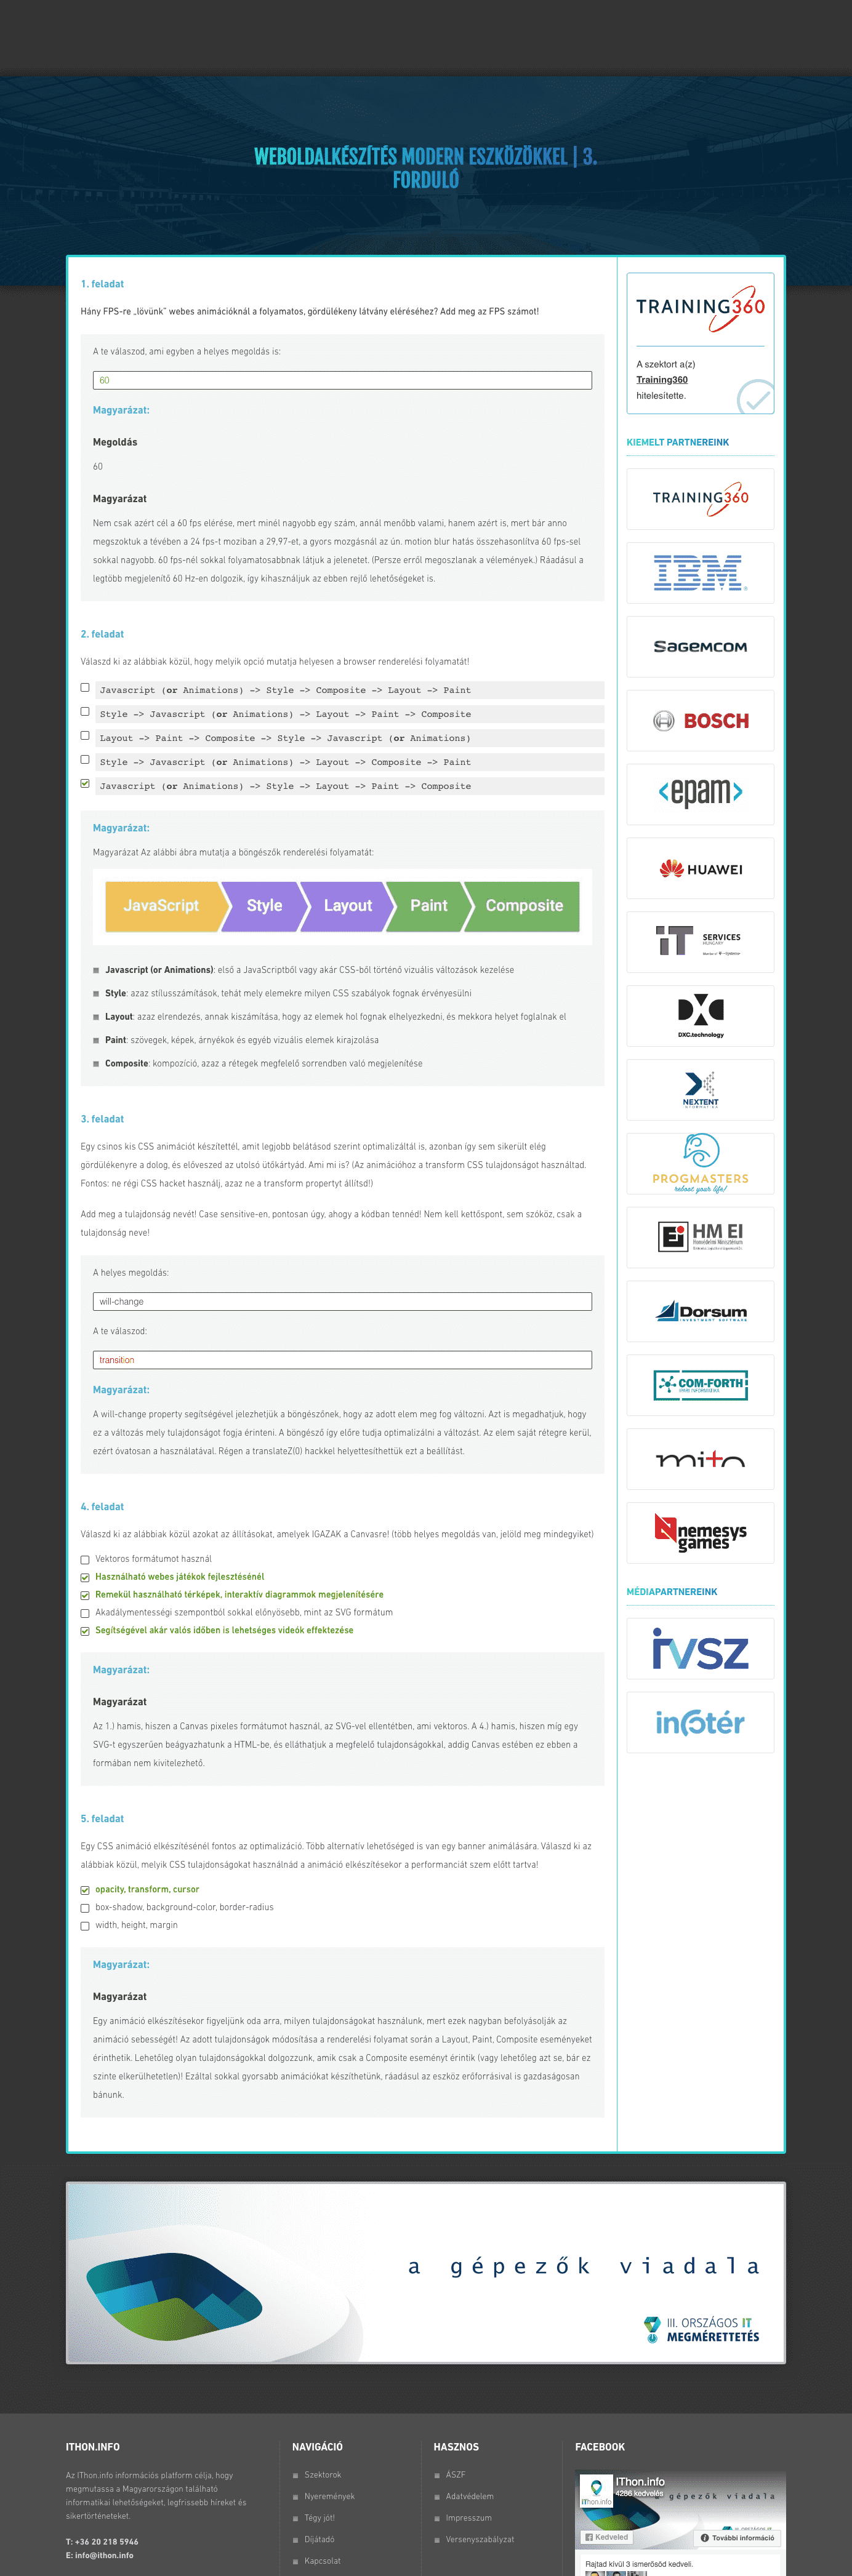 WEBOLDALKÉSZÍTÉS MODERN ESZKÖZÖKKEL | 3.
FORDULÓ
1. feladat
Hány FPS-re „lövünk” webes animációknál a folyamatos, gördülékeny látvány eléréséhez? Add meg az FPS számot!
A te válaszod, ami egyben a helyes megoldás is:
60
Magyarázat:
Megoldás
60
Magyarázat
Nem csak azért cél a 60 fps elérése, mert minél nagyobb egy szám, annál menőbb valami, hanem azért is, mert bár anno
megszoktuk a tévében a 24 fps-t moziban a 29,97-et, a gyors mozgásnál az ún. motion blur hatás összehasonlítva 60 fps-sel
sokkal nagyobb. 60 fps-nél sokkal folyamatosabbnak látjuk a jelenetet. (Persze erről megoszlanak a vélemények.) Ráadásul a
legtöbb megjelenítő 60 Hz-en dolgozik, így kihasználjuk az ebben rejlő lehetőségeket is.
2. feladat
Válaszd ki az alábbiak közül, hogy melyik opció mutatja helyesen a browser renderelési folyamatát!
Javascript (or Animations) -> Style -> Composite -> Layout -> Paint
Style -> Javascript (or Animations) -> Layout -> Paint -> Composite
Layout -> Paint -> Composite -> Style -> Javascript (or Animations)
Style -> Javascript (or Animations) -> Layout -> Composite -> Paint
Javascript (or Animations) -> Style -> Layout -> Paint -> Composite
Magyarázat:
Magyarázat Az alábbi ábra mutatja a böngészők renderelési folyamatát:
JavaScript Style Layout Paint Composite
Javascript (or Animations): első a JavaScriptből vagy akár CSS-ből történő vizuális változások kezelése
Style: azaz stílusszámítások, tehát mely elemekre milyen CSS szabályok fognak érvényesülni
Layout: azaz elrendezés, annak kiszámítása, hogy az elemek hol fognak elhelyezkedni, és mekkora helyet foglalnak el
Paint: szövegek, képek, árnyékok és egyéb vizuális elemek kirajzolása
Composite: kompozíció, azaz a rétegek megfelelő sorrendben való megjelenítése
3. feladat
Egy csinos kis CSS animációt készítettél, amit legjobb belátásod szerint optimalizáltál is, azonban így sem sikerült elég
gördülékenyre a dolog, és előveszed az utolsó ütőkártyád. Ami mi is? (Az animációhoz a transform CSS tulajdonságot használtad.
Fontos: ne régi CSS hacket használj, azaz ne a transform propertyt állítsd!)
Add meg a tulajdonság nevét! Case sensitive-en, pontosan úgy, ahogy a kódban tennéd! Nem kell kettőspont, sem szóköz, csak a
tulajdonság neve!
A helyes megoldás:
will-change
A te válaszod:
transition
Magyarázat:
A will-change property segítségével jelezhetjük a böngészőnek, hogy az adott elem meg fog változni. Azt is megadhatjuk, hogy
ez a változás mely tulajdonságot fogja érinteni. A böngésző így előre tudja optimalizálni a változást. Az elem saját rétegre kerül,
ezért óvatosan a használatával. Régen a translateZ(0) hackkel helyettesíthettük ezt a beállítást.
4. feladat
Válaszd ki az alábbiak közül azokat az állításokat, amelyek IGAZAK a Canvasre! (több helyes megoldás van, jelöld meg mindegyiket)
Vektoros formátumot használ
Használható webes játékok fejlesztésénél
Remekül használható térképek, interaktív diagrammok megjelenítésére
Akadálymentességi szempontból sokkal előnyösebb, mint az SVG formátum
Segítségével akár valós időben is lehetséges videók effektezése
Magyarázat:
Magyarázat
Az 1.) hamis, hiszen a Canvas pixeles formátumot használ, az SVG-vel ellentétben, ami vektoros. A 4.) hamis, hiszen míg egy
SVG-t egyszerűen beágyazhatunk a HTML-be, és elláthatjuk a megfelelő tulajdonságokkal, addig Canvas estében ez ebben a
formában nem kivitelezhető.
5. feladat
Egy CSS animáció elkészítésénél fontos az optimalizáció. Több alternatív lehetőséged is van egy banner animálására. Válaszd ki az
alábbiak közül, melyik CSS tulajdonságokat használnád a animáció elkészítésekor a performanciát szem előtt tartva!
opacity, transform, cursor
box-shadow, background-color, border-radius
width, height, margin
Magyarázat:
Magyarázat
Egy animáció elkészítésekor figyeljünk oda arra, milyen tulajdonságokat használunk, mert ezek nagyban befolyásolják az
animáció sebességét! Az adott tulajdonságok módosítása a renderelési folyamat során a Layout, Paint, Composite eseményeket
érinthetik. Lehetőleg olyan tulajdonságokkal dolgozzunk, amik csak a Composite eseményt érintik (vagy lehetőleg azt se, bár ez
szinte elkerülhetetlen)! Ezáltal sokkal gyorsabb animációkat készíthetünk, ráadásul az eszköz erőforrásival is gazdaságosan
bánunk.
TRAINING360
A szektort a(z)
Training360
hitelesítette.
KIEMELT PARTNEREINK
TRAINING360
IBM
SAGEMCOM
BOSCH
<epam>
HUAWEI
iT SERVICES
HUNGARY
DXC.technology
NEXTENT
PROGMASTERS
reboot your life!
Ei HM EI
Dorsum
INVESTMENT SOFTWARE
COM-FORTH
mito
nemesys
games
MÉDIAPARTNEREINK
ivsz
infotér
a gépezők viadala
III. ORSZÁGOS IT
MEGMÉRETTETÉS
ITHON.INFO
Az IThon.info információs platform célja, hogy
megmutassa a Magyarországon található
informatikai lehetőségeket, legfrissebb híreket és
sikertörténeteket.
T: +36 20 218 5946
E: info@ithon.info
NAVIGÁCIÓ
Szektorok
Nyeremények
Tégy jót!
Díjátadó
Kapcsolat
HASZNOS
ÁSZF
Adatvédelem
Impresszum
Versenyszabályzat
FACEBOOK
IThon.info
4286 kedvelés
a gépezők viadala
Kedveled
További információ
Rajtad kívül 3 ismerősöd kedveli.